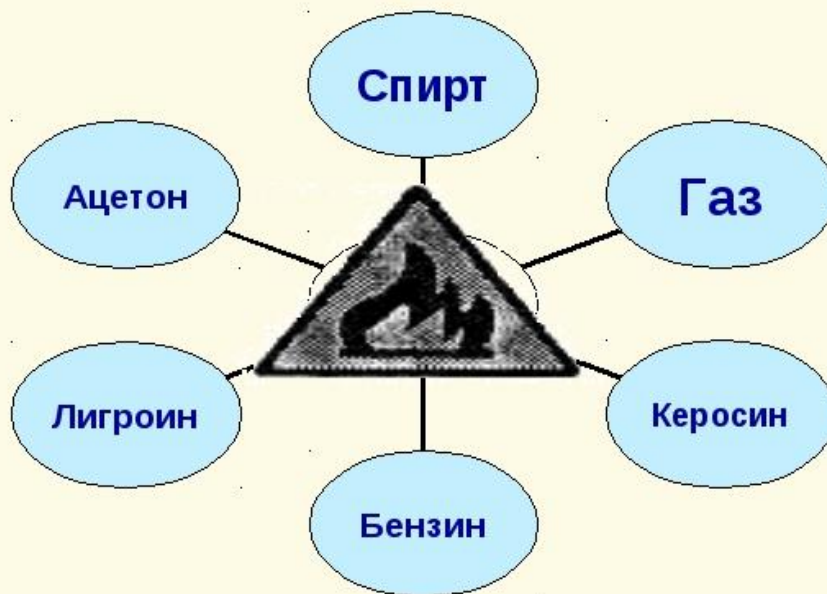 Спирт
Ацетон
Газ
Лигроин
Керосин
Бензин